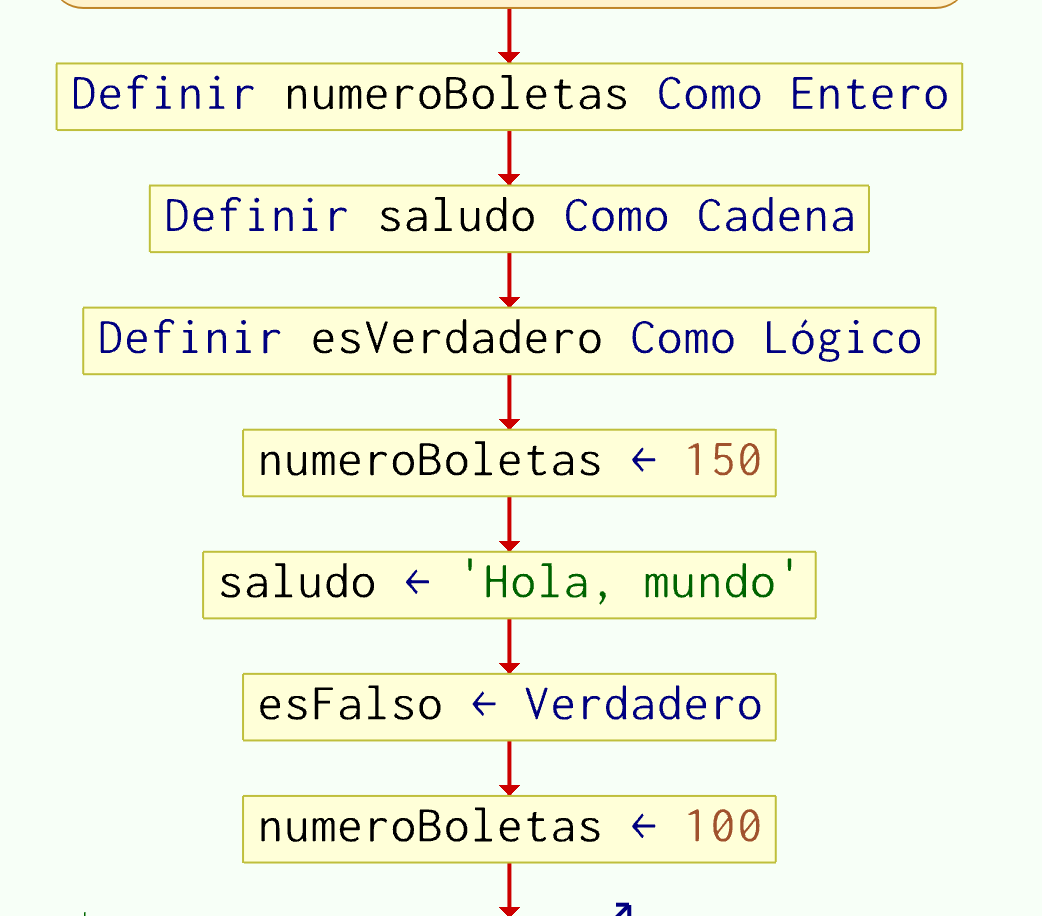 Definir numeroBoletas Como Entero
Definir saludo Como Cadena
Definir esVerdadero Como Lógico
numeroBoletas ← 150
saludo ← 'Hola, mundo'
esFalso ← Verdadero
numeroBoletas ← 100